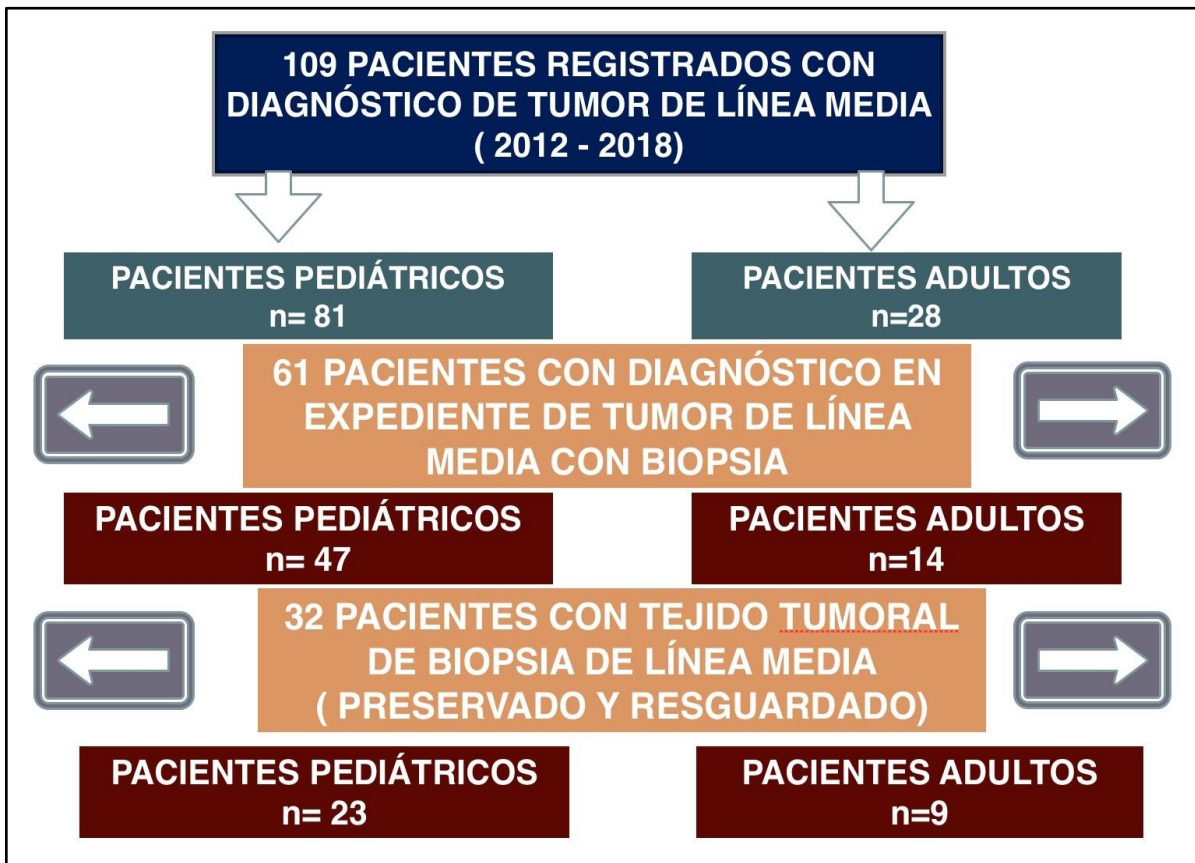 109 PACIENTES REGISTRADOS CON
DIAGNÓSTICO DE TUMOR DE LÍNEA MEDIA
( 2012 - 2018)
PACIENTES PEDIÁTRICOS
n= 81
PACIENTES ADULTOS
n=28
61 PACIENTES CON DIAGNÓSTICO EN
EXPEDIENTE DE TUMOR DE LÍNEA
MEDIA CON BIOPSIA
PACIENTES PEDIÁTRICOS
n= 47
PACIENTES ADULTOS
n=14
32 PACIENTES CON TEJIDO TUMORAL
DE BIOPSIA DE LÍNEA MEDIA
( PRESERVADO Y RESGUARDADO)
PACIENTES PEDIÁTRICOS
n= 23
PACIENTES ADULTOS
n=9